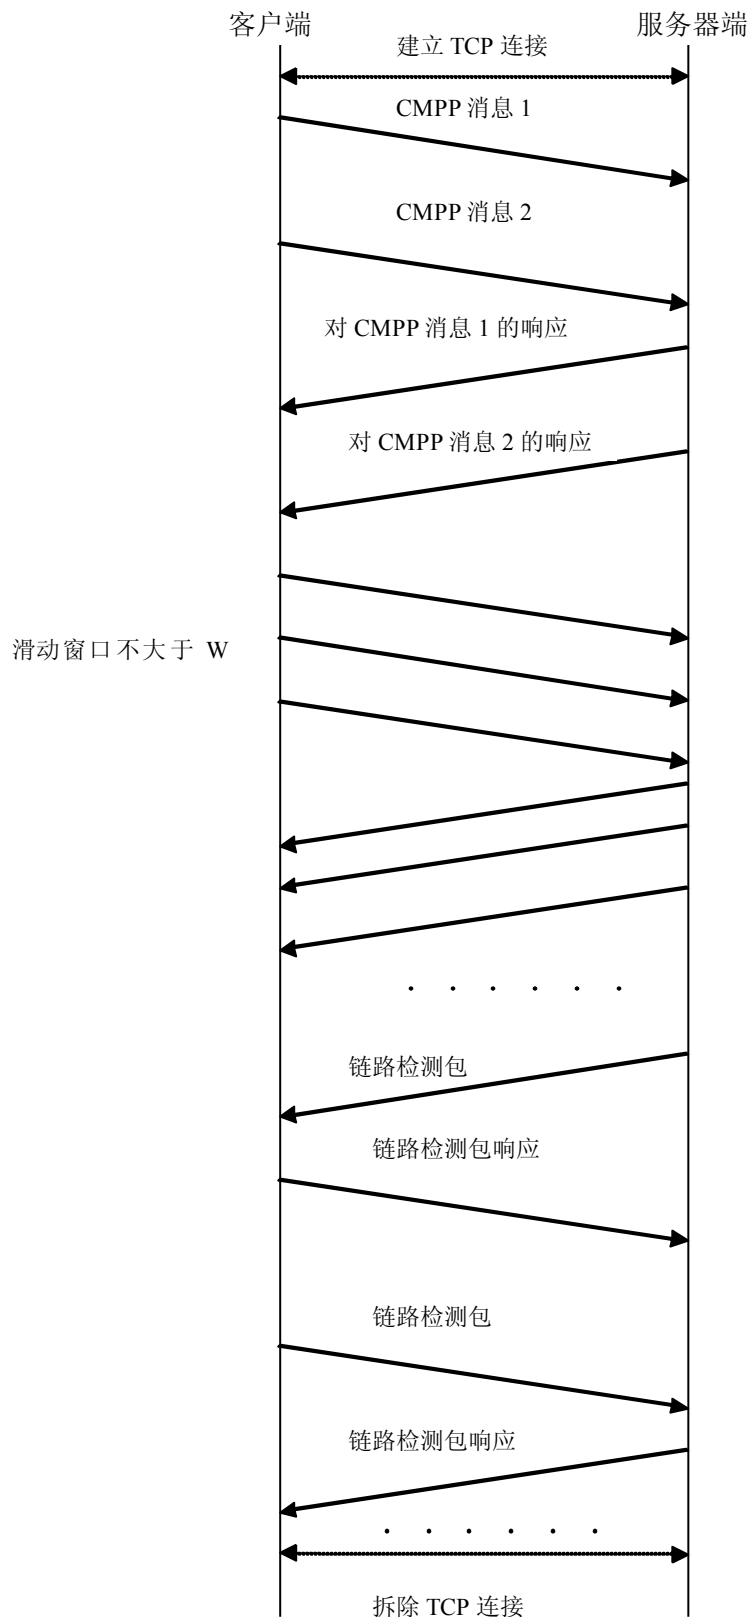 客户端
服务器端
建立 TCP 连接
CMPP 消息 1
CMPP 消息 2
对 CMPP 消息 1 的响应
对 CMPP 消息 2 的响应
滑动窗口不大于 W
. . . . . .
链路检测包
链路检测包响应
链路检测包
链路检测包响应
. . . . . .
拆除 TCP 连接